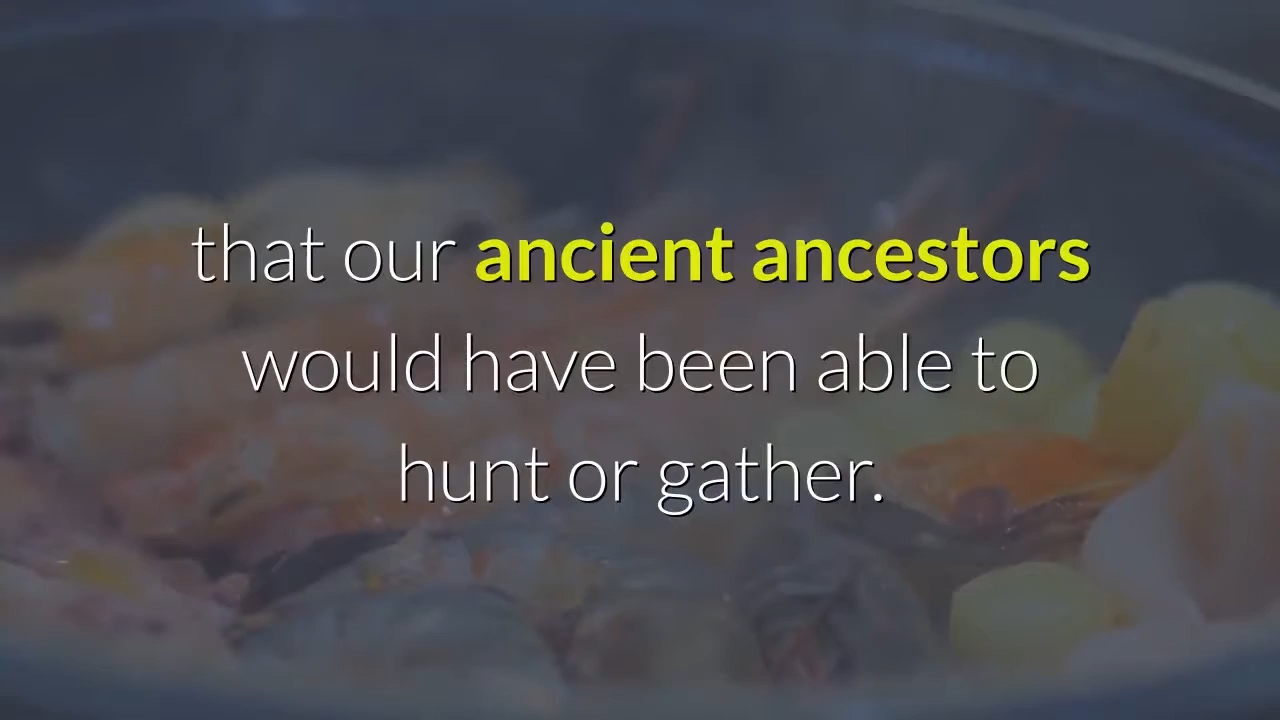 that our ancient ancestors
would have been able to
hunt or gather.